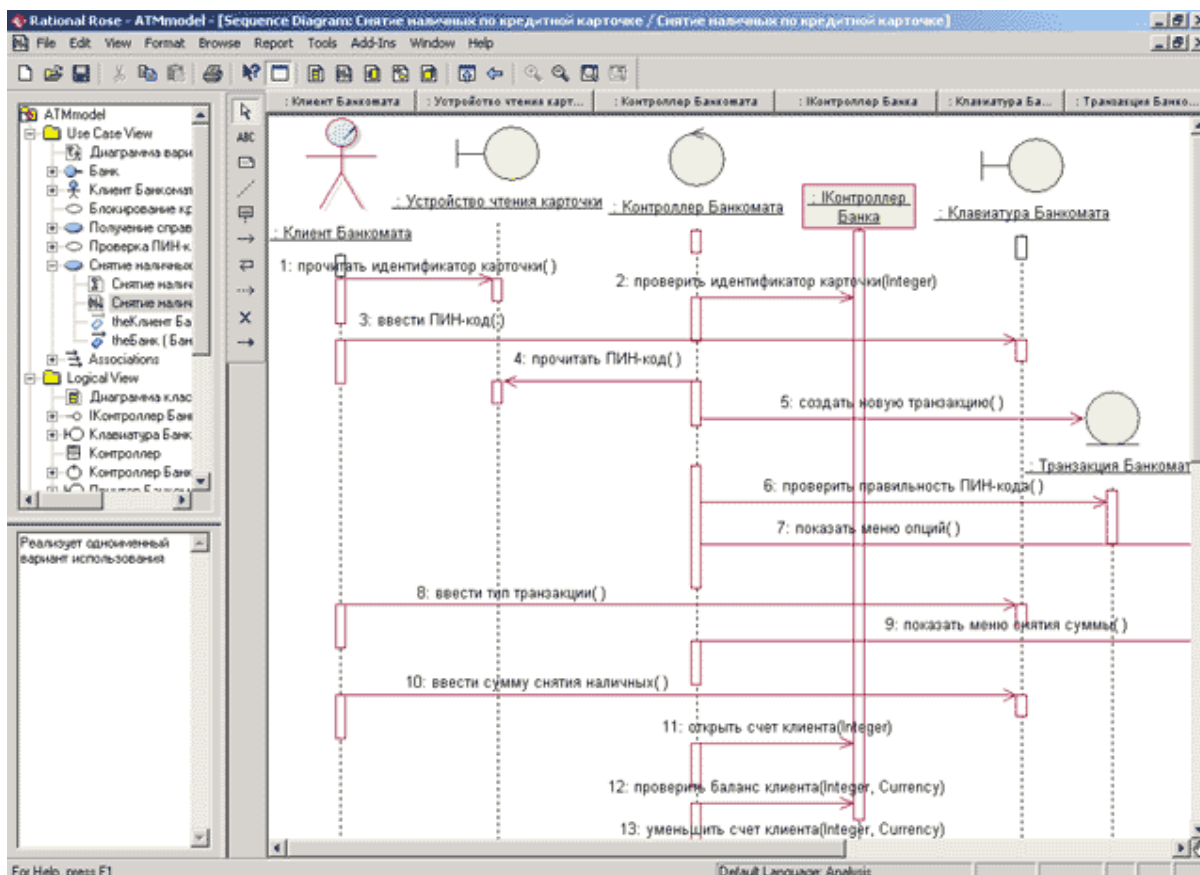 Rational Rose - ATMmodel - [Sequence Diagram: Снятие наличных по кредитной карточке / Снятие наличных по кредитной карточке]
File Edit View Format Browse Report Tools Add-Ins Window Help
: Клиент Банкомата
: Устройство чтения карт...
: Контроллер Банкомата
: IКонтроллер Банка
: Клавиатура Ба...
: Транзакция Банко...
ATMmodel
Use Case View
Диаграмма вари
Банк
Клиент Банкомат
Блокирование кр
Получение справ
Проверка ПИН-к
Снятие наличных
Снятие налич
Снятие налич
theКлиент Ба
theБанк ( Бан
Associations
Logical View
Диаграмма клас
IКонтроллер Бан
Клавиатура Банк
Контроллер
Контроллер Банк
Реализует одноименный
вариант использования
ABC
: Клиент Банкомата
: Устройство чтения карточки
: Контроллер Банкомата
: IКонтроллер
Банка
: Клавиатура Банкомата
1: прочитать идентификатор карточки( )
2: проверить идентификатор карточки(Integer)
3: ввести ПИН-код( )
4: прочитать ПИН-код( )
5: создать новую транзакцию( )
: Транзакция Банкомат
6: проверить правильность ПИН-кода( )
7: показать меню опций( )
8: ввести тип транзакции( )
9: показать меню снятия суммы( )
10: ввести сумму снятия наличных( )
11: открыть счет клиента(Integer)
12: проверить баланс клиента(Integer, Currency)
13: уменьшить счет клиента(Integer, Currency)
For Help, press F1
Default Language: Analysis